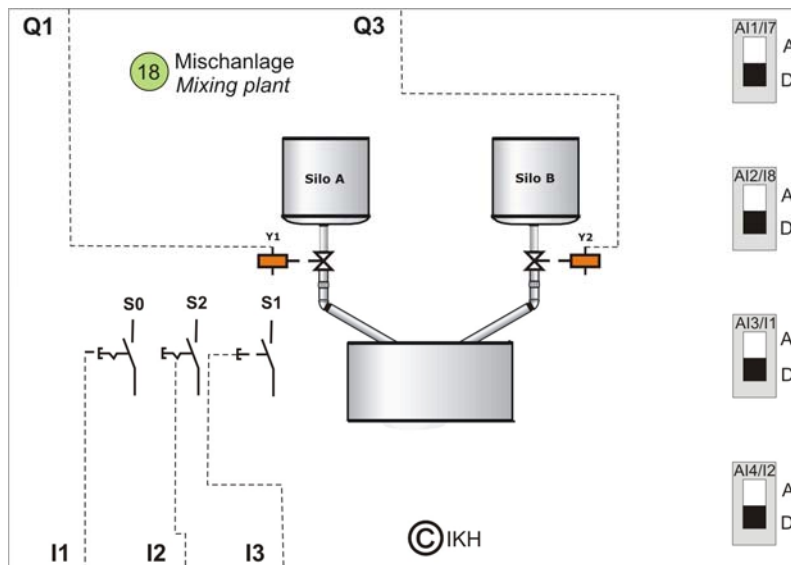 Q1
Q3
18
Mischanlage
Mixing plant
AI1/I7
A
D
Silo A
Silo B
AI2/I8
A
D
Y1
Y2
S0
S2
S1
AI3/I1
A
D
AI4/I2
A
D
I1
I2
I3
© IKH